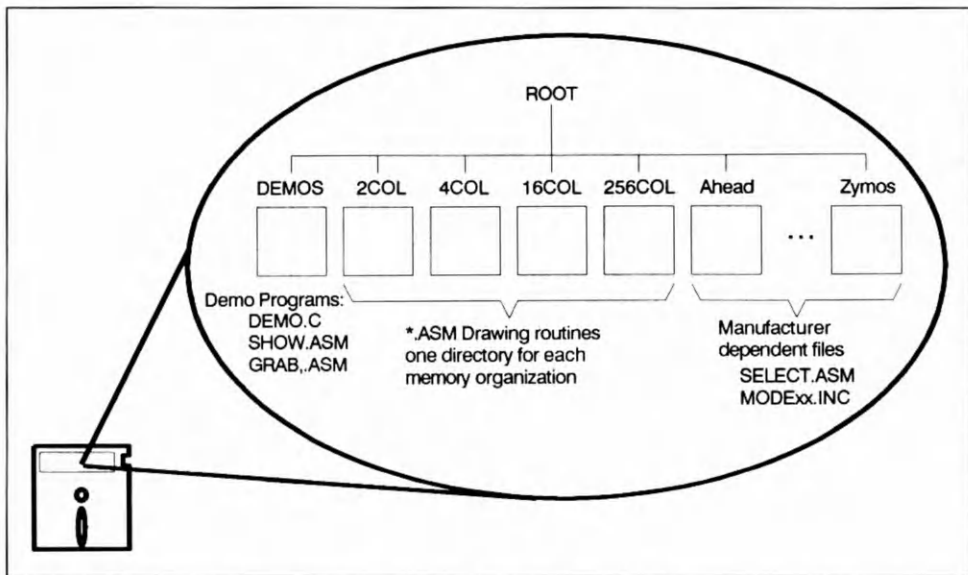 ROOT
DEMOS 2COL 4COL 16COL 256COL Ahead Zymos
...
Demo Programs:
DEMO.C
SHOW.ASM
GRAB,.ASM
*.ASM Drawing routines
one directory for each
memory organization
Manufacturer
dependent files
SELECT.ASM
MODExx.INC